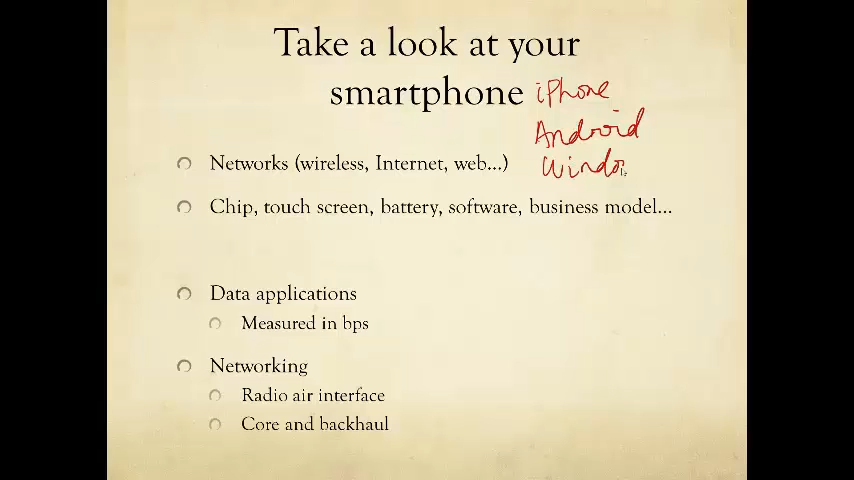 Take a look at your
smartphone iPhone
Android
Networks (wireless, Internet, web...) Windo
Chip, touch screen, battery, software, business model...
Data applications
Measured in bps
Networking
Radio air interface
Core and backhaul